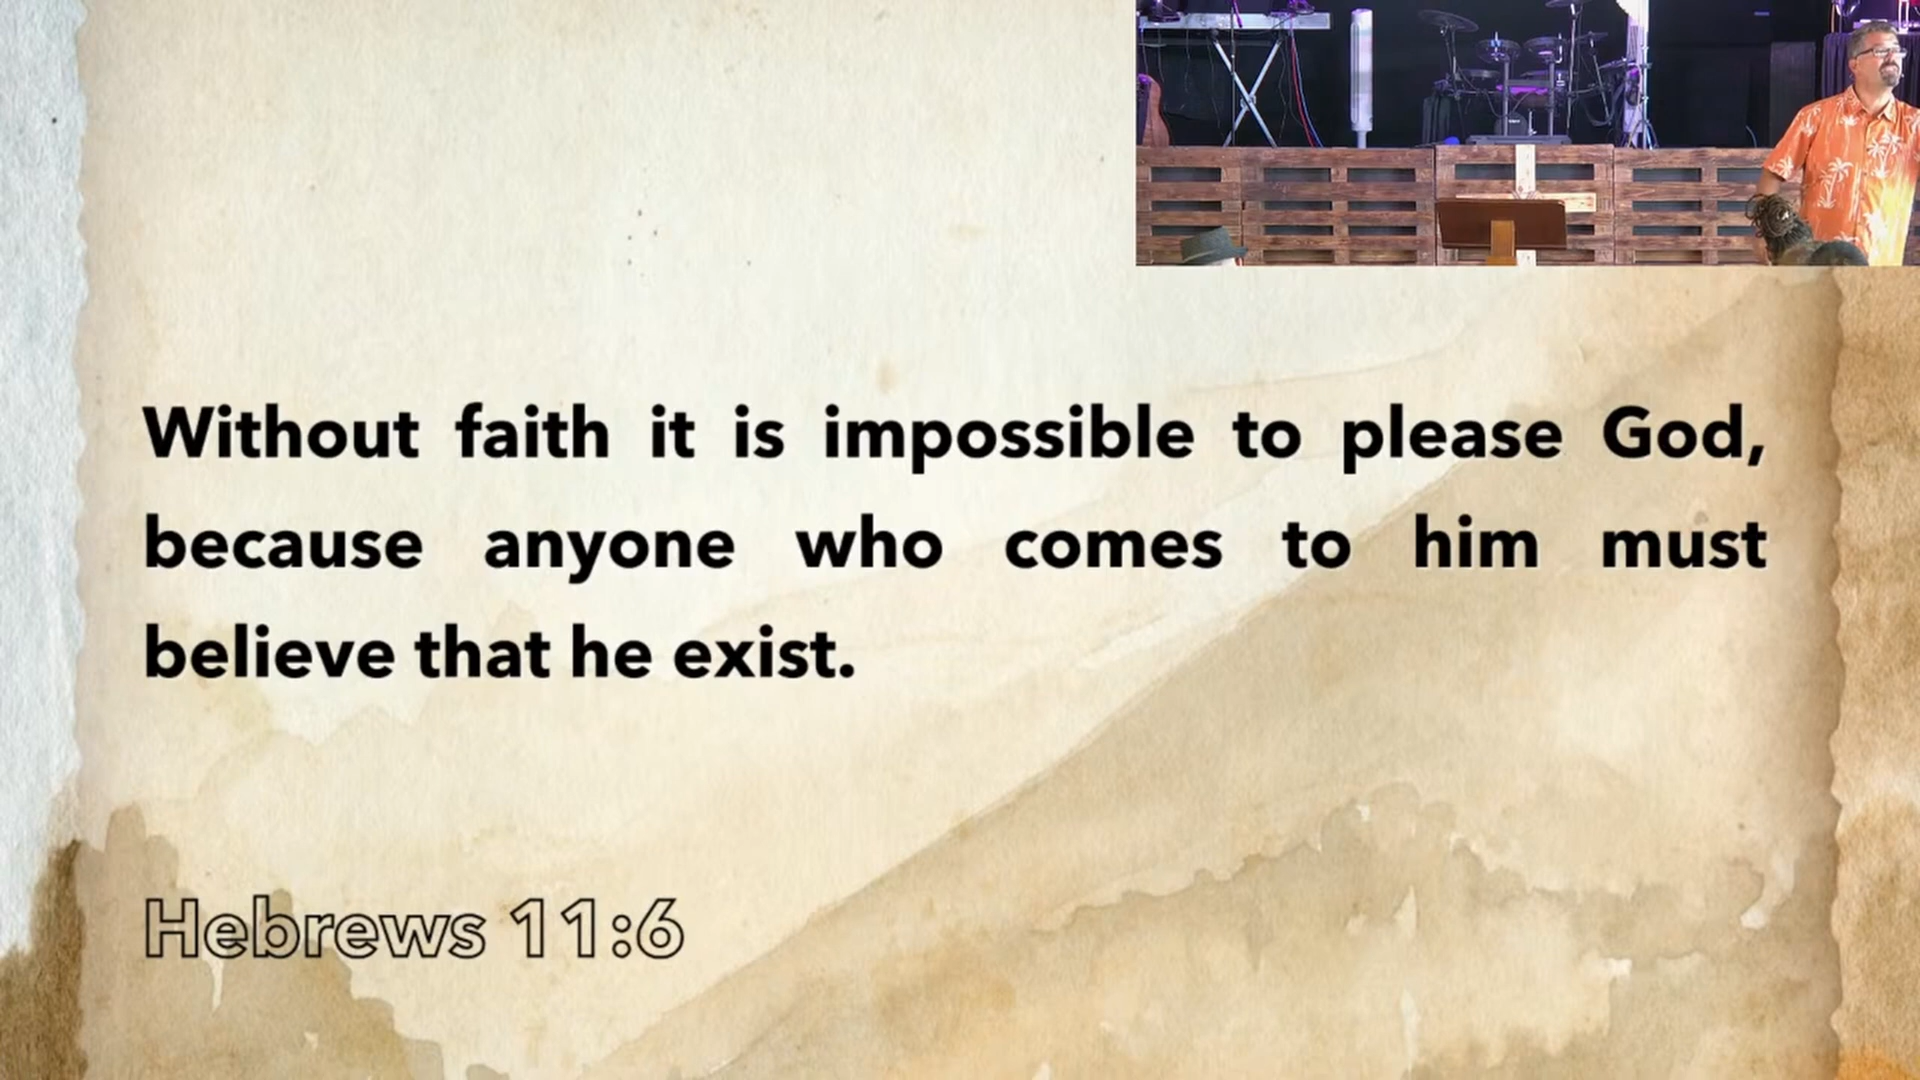 Without faith it is impossible to please God,
because anyone who comes to him must
believe that he exist.
Hebrews 11:6